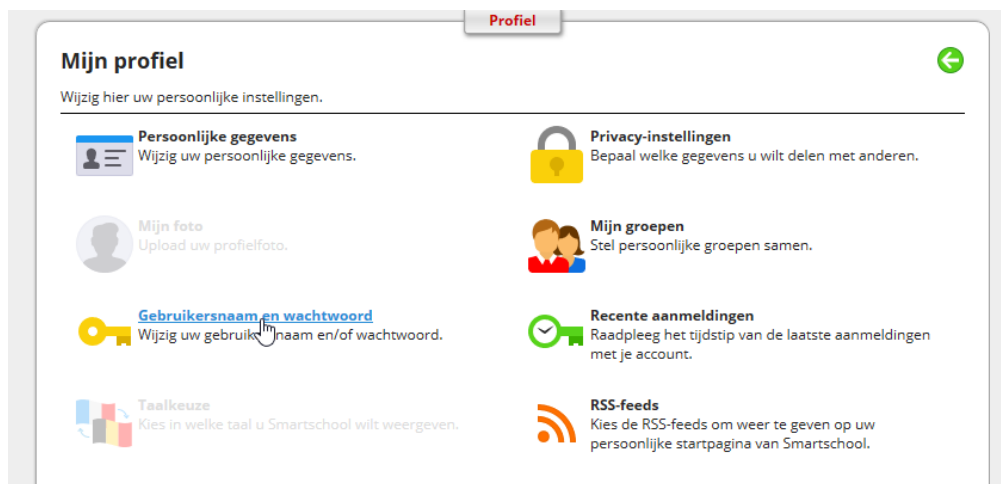 Profiel
Mijn profiel
Wijzig hier uw persoonlijke instellingen.
Persoonlijke gegevens
Wijzig uw persoonlijke gegevens.
Privacy-instellingen
Bepaal welke gegevens u wilt delen met anderen.
Mijn foto
Upload uw profielfoto.
Mijn groepen
Stel persoonlijke groepen samen.
Gebruikersnaam en wachtwoord
Wijzig uw gebruikersnaam en/of wachtwoord.
Recente aanmeldingen
Raadpleeg het tijdstip van de laatste aanmeldingen
met je account.
Taalkeuze
Kies in welke taal u Smartschool wilt weergeven.
RSS-feeds
Kies de RSS-feeds om weer te geven op uw
persoonlijke startpagina van Smartschool.